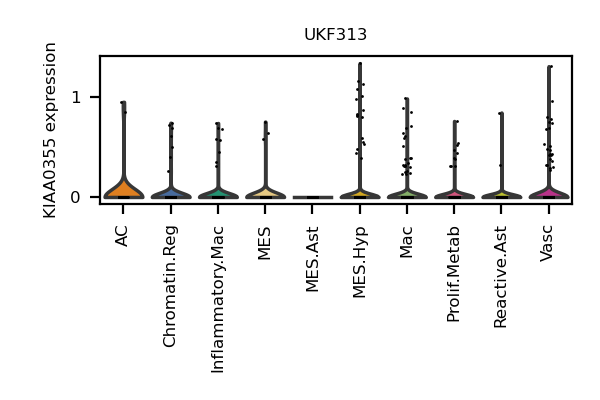 UKF313
KIAA0355 expression
1
0
AC
Chromatin.Reg
Inflammatory.Mac
MES
MES.Ast
MES.Hyp
Mac
Prolif.Metab
Reactive.Ast
Vasc